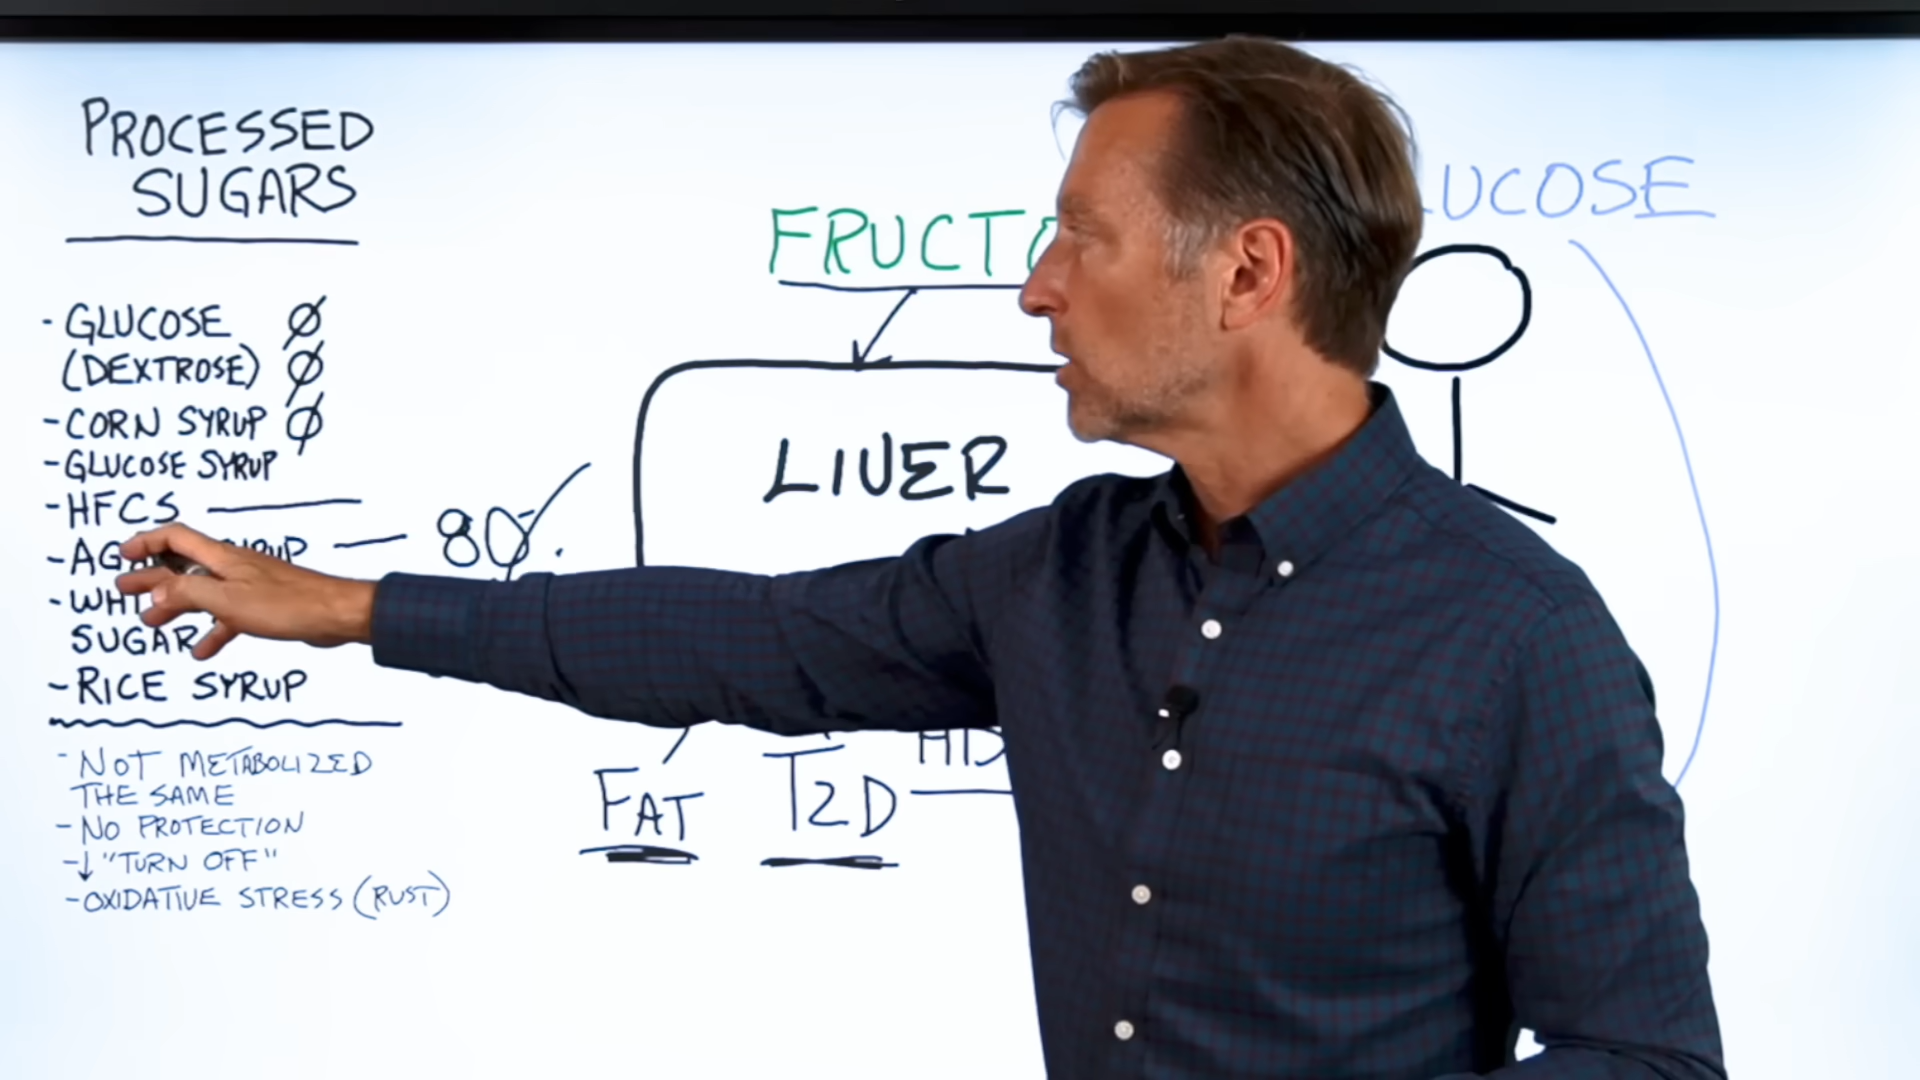 PROCESSED
SUGARS
- GLUCOSE Ø
(DEXTROSE) Ø
- CORN SYRUP Ø
- GLUCOSE SYRUP
- HFCS —
- 80%.
SUGAR
- RICE SYRUP
- NOT METABOLIZED
THE SAME
- NO PROTECTION
- ↓ "TURN OFF"
- OXIDATIVE STRESS (RUST)
LIVER
FAT
T2D